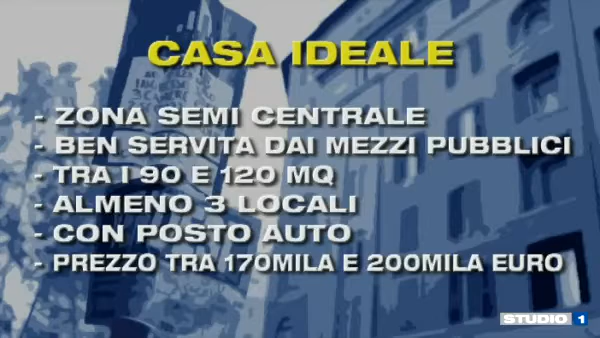 CASA IDEALE
- ZONA SEMI CENTRALE
- BEN SERVITA DAI MEZZI PUBBLICI
- TRA I 90 E 120 MQ
- ALMENO 3 LOCALI
- CON POSTO AUTO
- PREZZO TRA 170MILA E 200MILA EURO
STUDIO 1